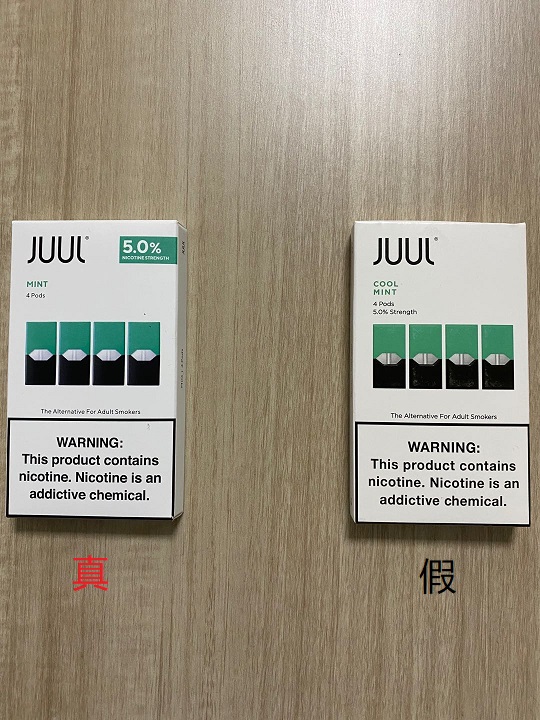 JUUL®
5.0%
NICOTINE STRENGTH
MINT
4 Pods
The Alternative For Adult Smokers
WARNING:
This product contains
nicotine. Nicotine is an
addictive chemical.
真
JUUL®
COOL
MINT
4 Pods
5.0% Strength
The Alternative For Adult Smokers
WARNING:
This product contains
nicotine. Nicotine is an
addictive chemical.
假